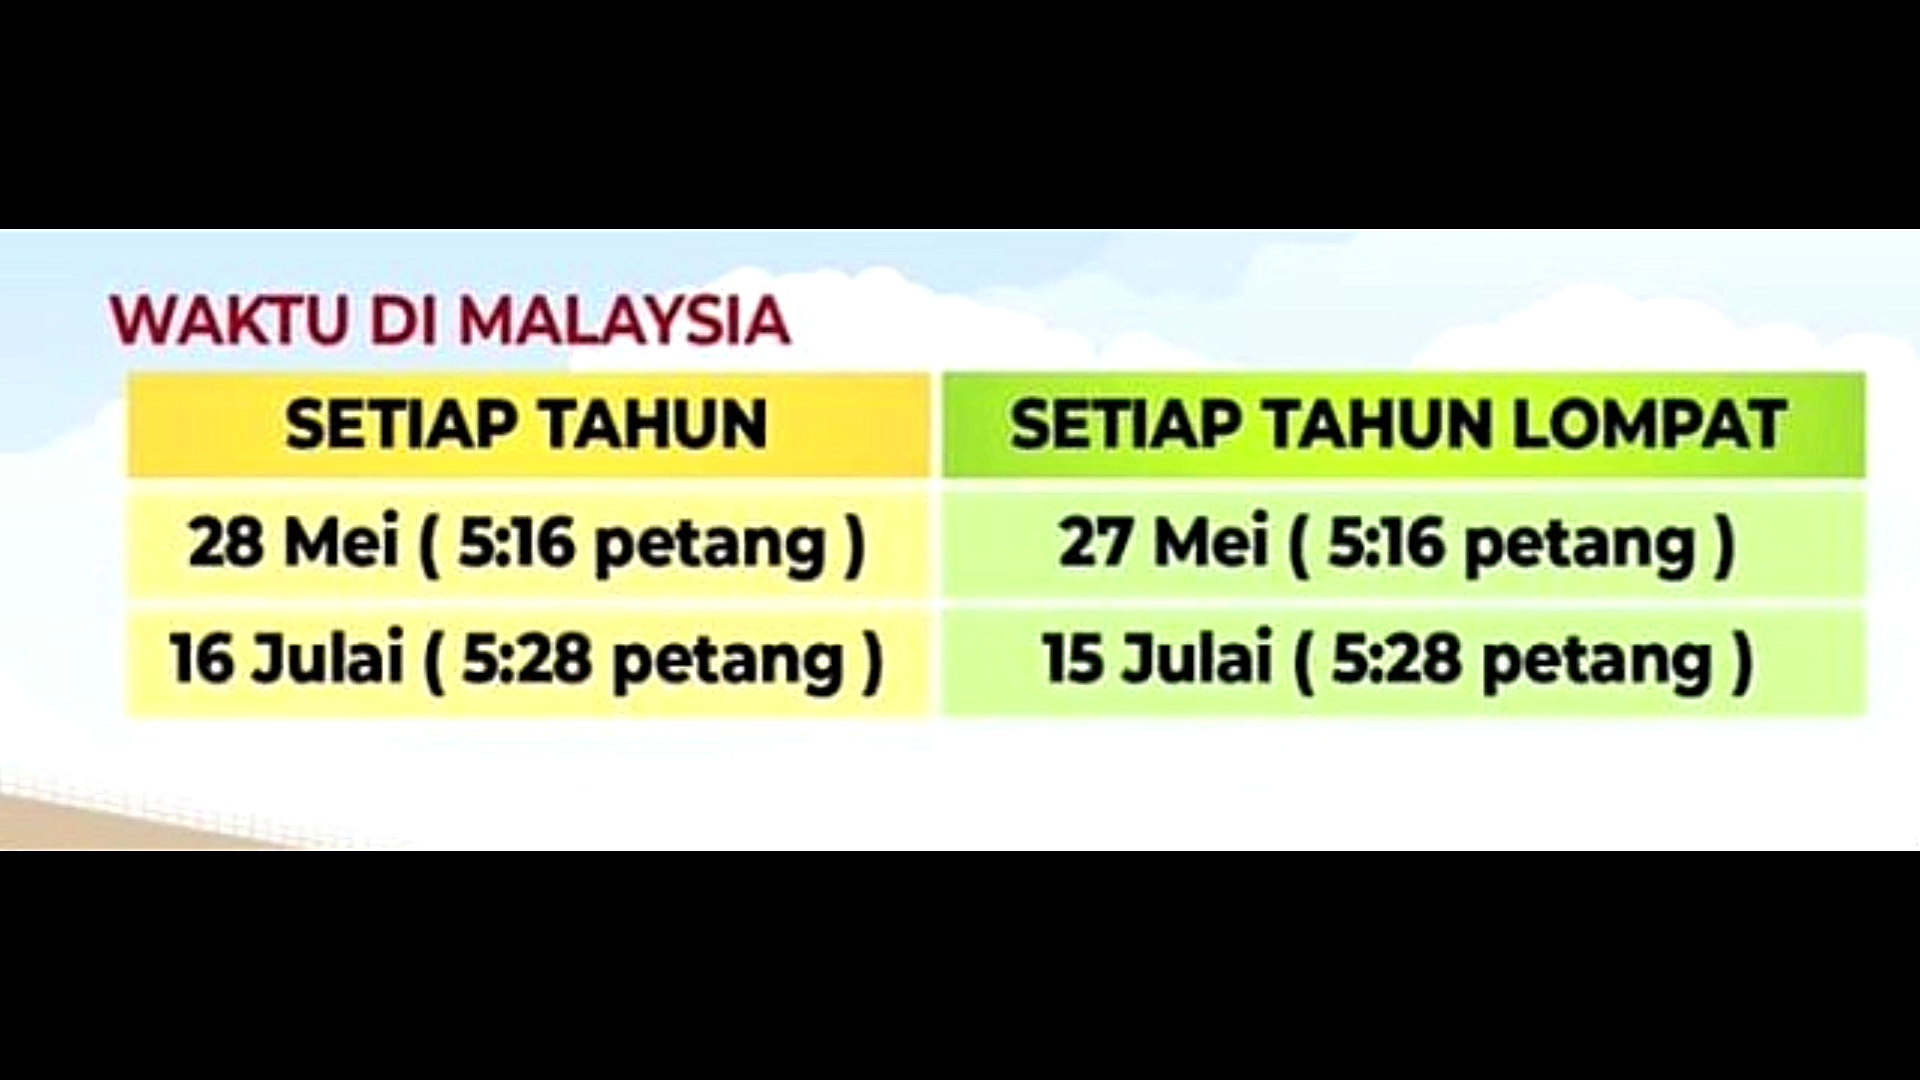 WAKTU DI MALAYSIA
SETIAP TAHUN SETIAP TAHUN LOMPAT
28 Mei ( 5:16 petang ) 27 Mei ( 5:16 petang )
16 Julai ( 5:28 petang ) 15 Julai ( 5:28 petang )